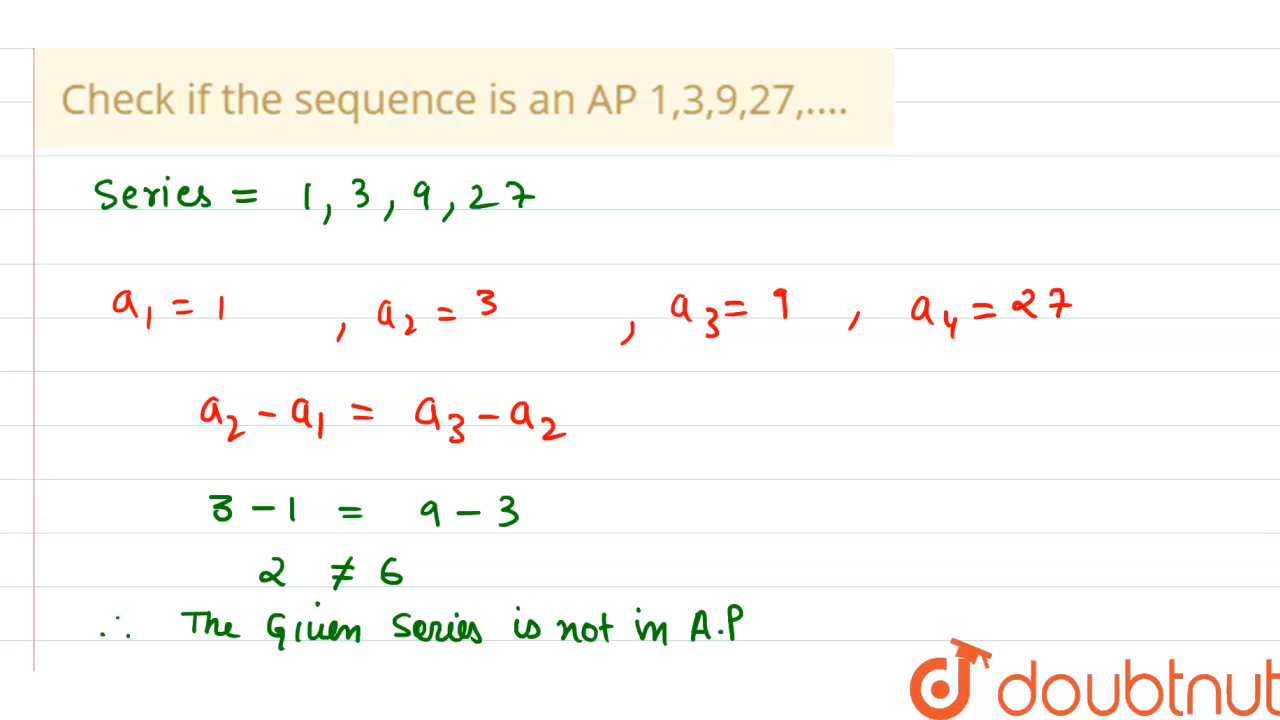 Check if the sequence is an AP 1,3,9,27,....
Series = 1, 3, 9, 27
a₁ = 1 , a₂ = 3 , a₃ = 9 , a₄ = 27
a₂ - a₁ = a₃ - a₂
3 - 1 = 9 - 3
2 ≠ 6
∴ The Given Series is not in A.P
doubtnut